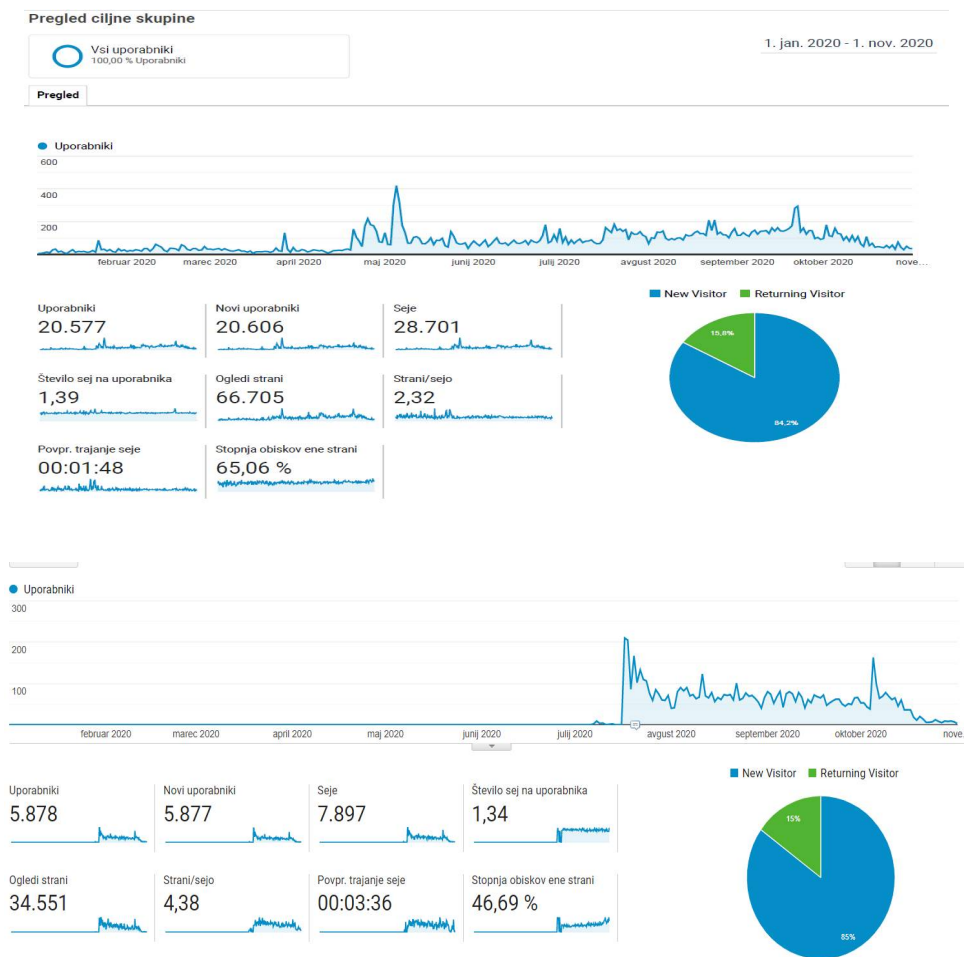 Pregled ciljne skupine
Vsi uporabniki
100,00 % Uporabniki
1. jan. 2020 - 1. nov. 2020
Pregled
Uporabniki
600
400
200
februar 2020 marec 2020 april 2020 maj 2020 junij 2020 julij 2020 avgust 2020 september 2020 oktober 2020 nove...
New Visitor Returning Visitor
Uporabniki Novi uporabniki Seje
20.577 20.606 28.701
15,8%
84,2%
Število sej na uporabnika Ogledi strani Strani/sejo
1,39 66.705 2,32
Povpr. trajanje seje Stopnja obiskov ene strani
00:01:48 65,06 %
Uporabniki
300
200
100
februar 2020 marec 2020 april 2020 maj 2020 junij 2020 julij 2020 avgust 2020 september 2020 oktober 2020 nove.
New Visitor Returning Visitor
Uporabniki Novi uporabniki Seje Število sej na uporabnika
5.878 5.877 7.897 1,34
15%
85%
Ogledi strani Strani/sejo Povpr. trajanje seje Stopnja obiskov ene strani
34.551 4,38 00:03:36 46,69 %